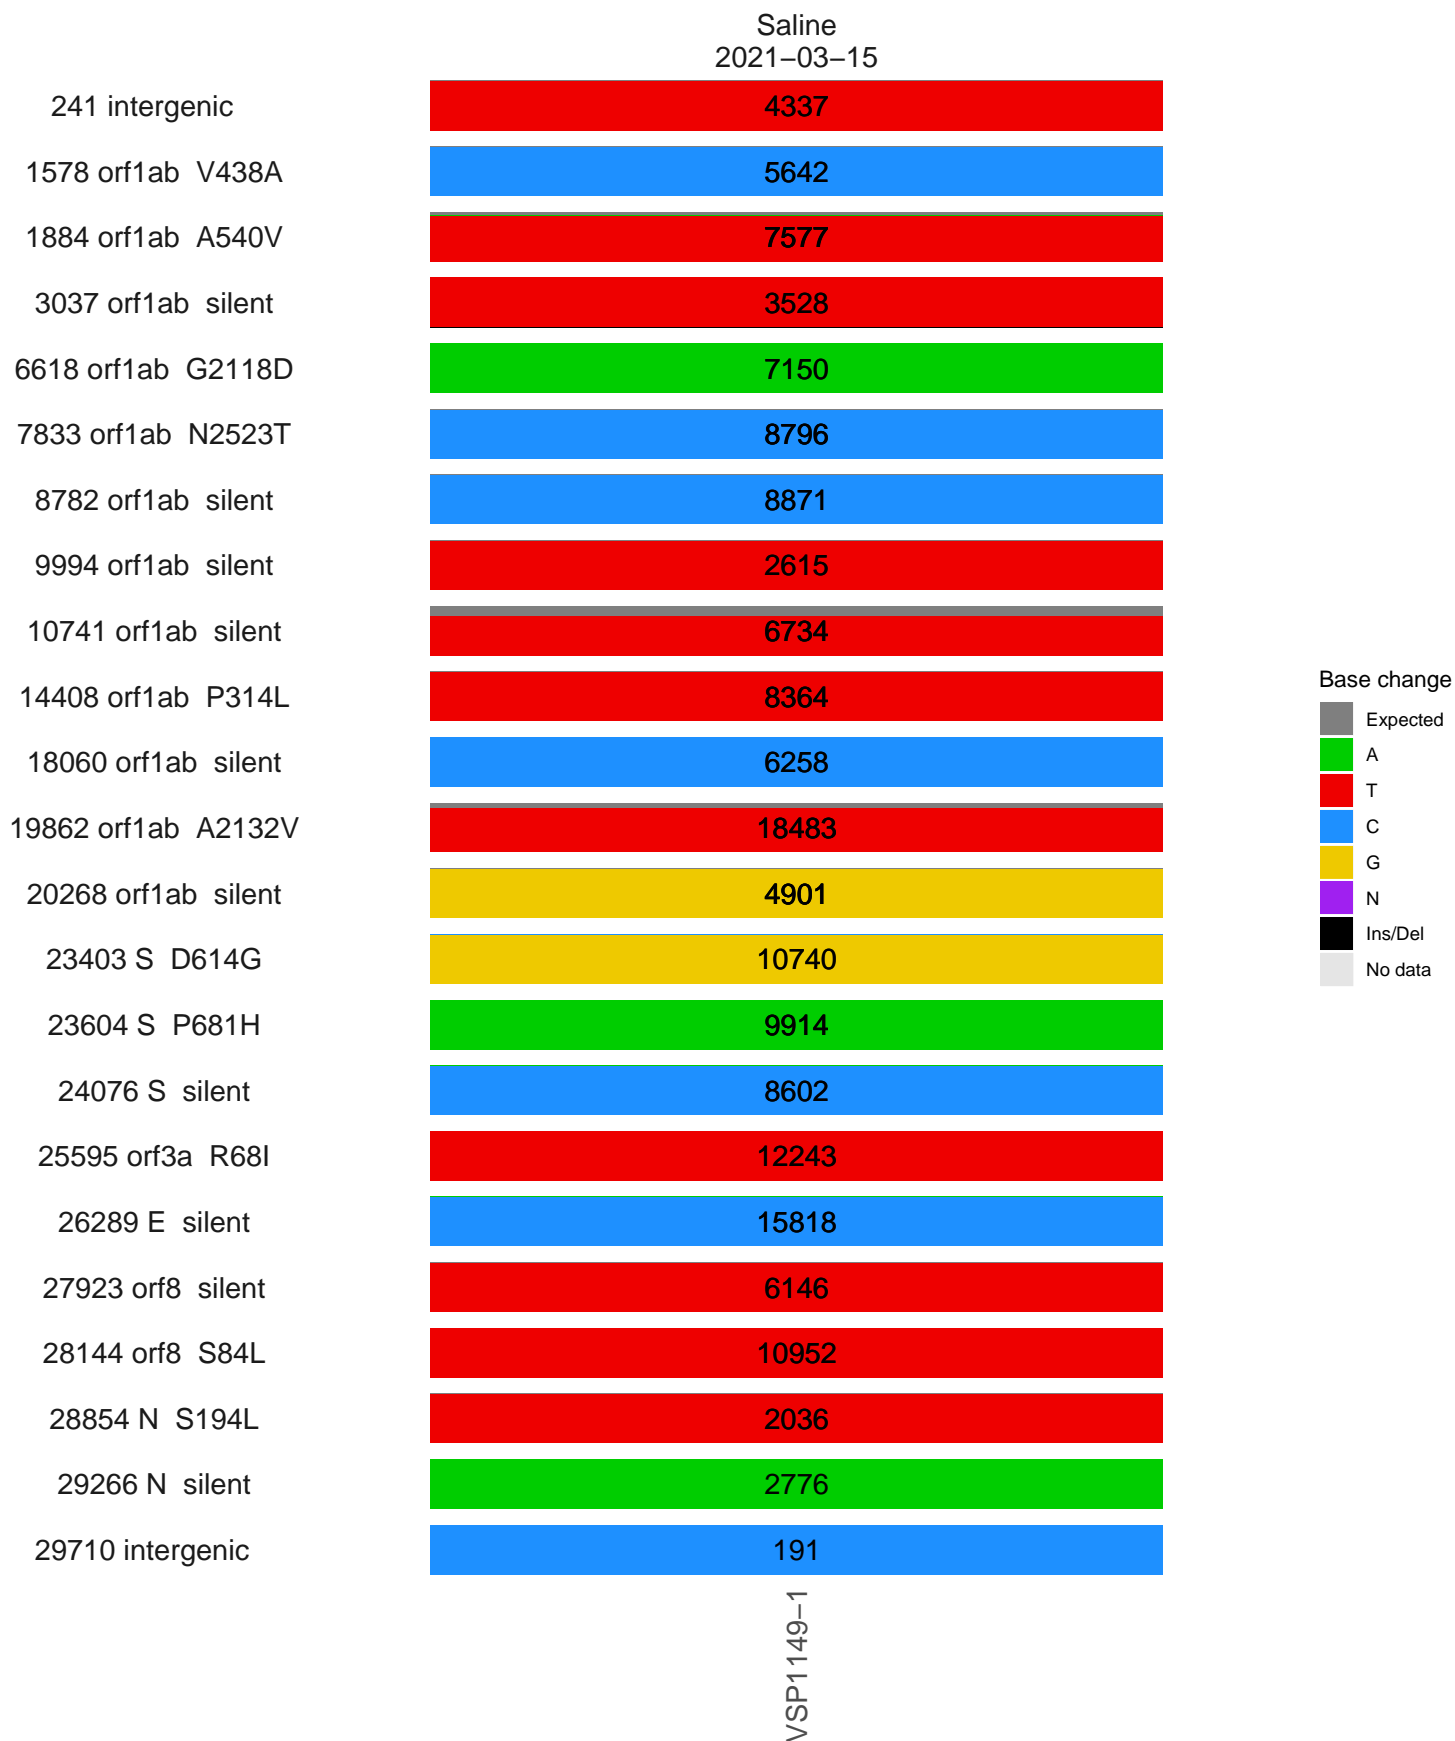 Saline
2021−03−15
241 intergenic 4337
1578 orf1ab V438A 5642
1884 orf1ab A540V 7577
3037 orf1ab silent 3528
6618 orf1ab G2118D 7150
7833 orf1ab N2523T 8796
8782 orf1ab silent 8871
9994 orf1ab silent 2615
10741 orf1ab silent 6734
14408 orf1ab P314L 8364
18060 orf1ab silent 6258
19862 orf1ab A2132V 18483
20268 orf1ab silent 4901
23403 S D614G 10740
23604 S P681H 9914
24076 S silent 8602
25595 orf3a R68I 12243
26289 E silent 15818
27923 orf8 silent 6146
28144 orf8 S84L 10952
28854 N S194L 2036
29266 N silent 2776
29710 intergenic 191
VSP1149−1
Base change
Expected
A
T
C
G
N
Ins/Del
No data